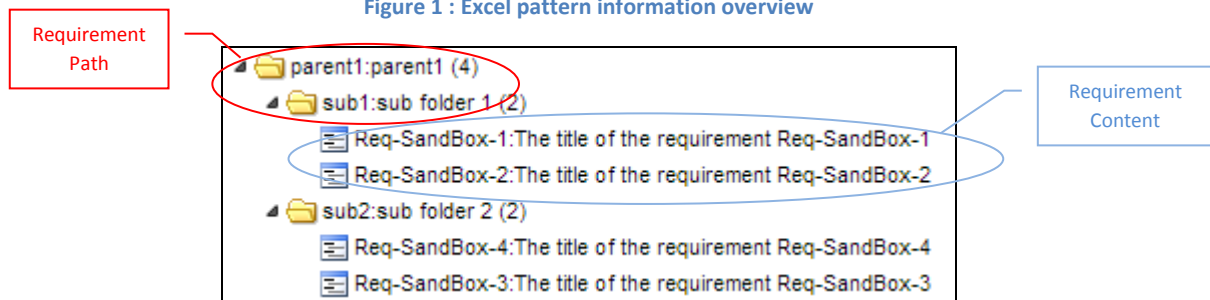 Figure 1 : Excel pattern information overview
Requirement
Path
parent1:parent1 (4)
sub1:sub folder 1 (2)
Req-SandBox-1:The title of the requirement Req-SandBox-1
Req-SandBox-2:The title of the requirement Req-SandBox-2
sub2:sub folder 2 (2)
Req-SandBox-4:The title of the requirement Req-SandBox-4
Req-SandBox-3:The title of the requirement Req-SandBox-3
Requirement
Content